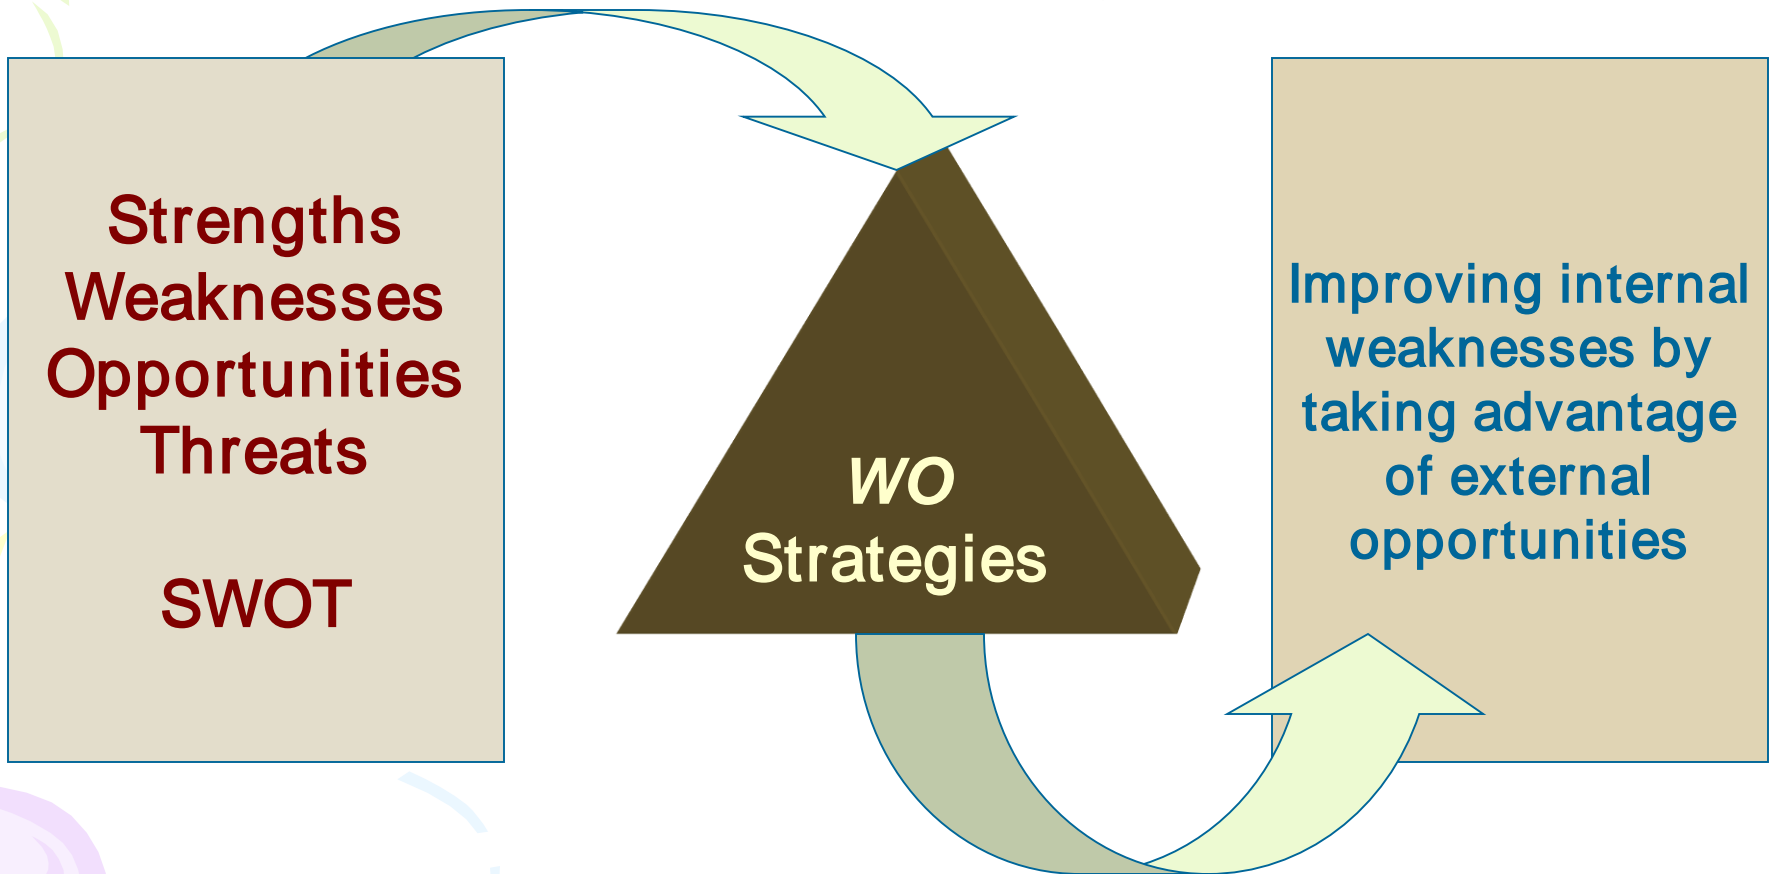 Strengths
Weaknesses
Opportunities
Threats
SWOT
WO
Strategies
Improving internal
weaknesses by
taking advantage
of external
opportunities